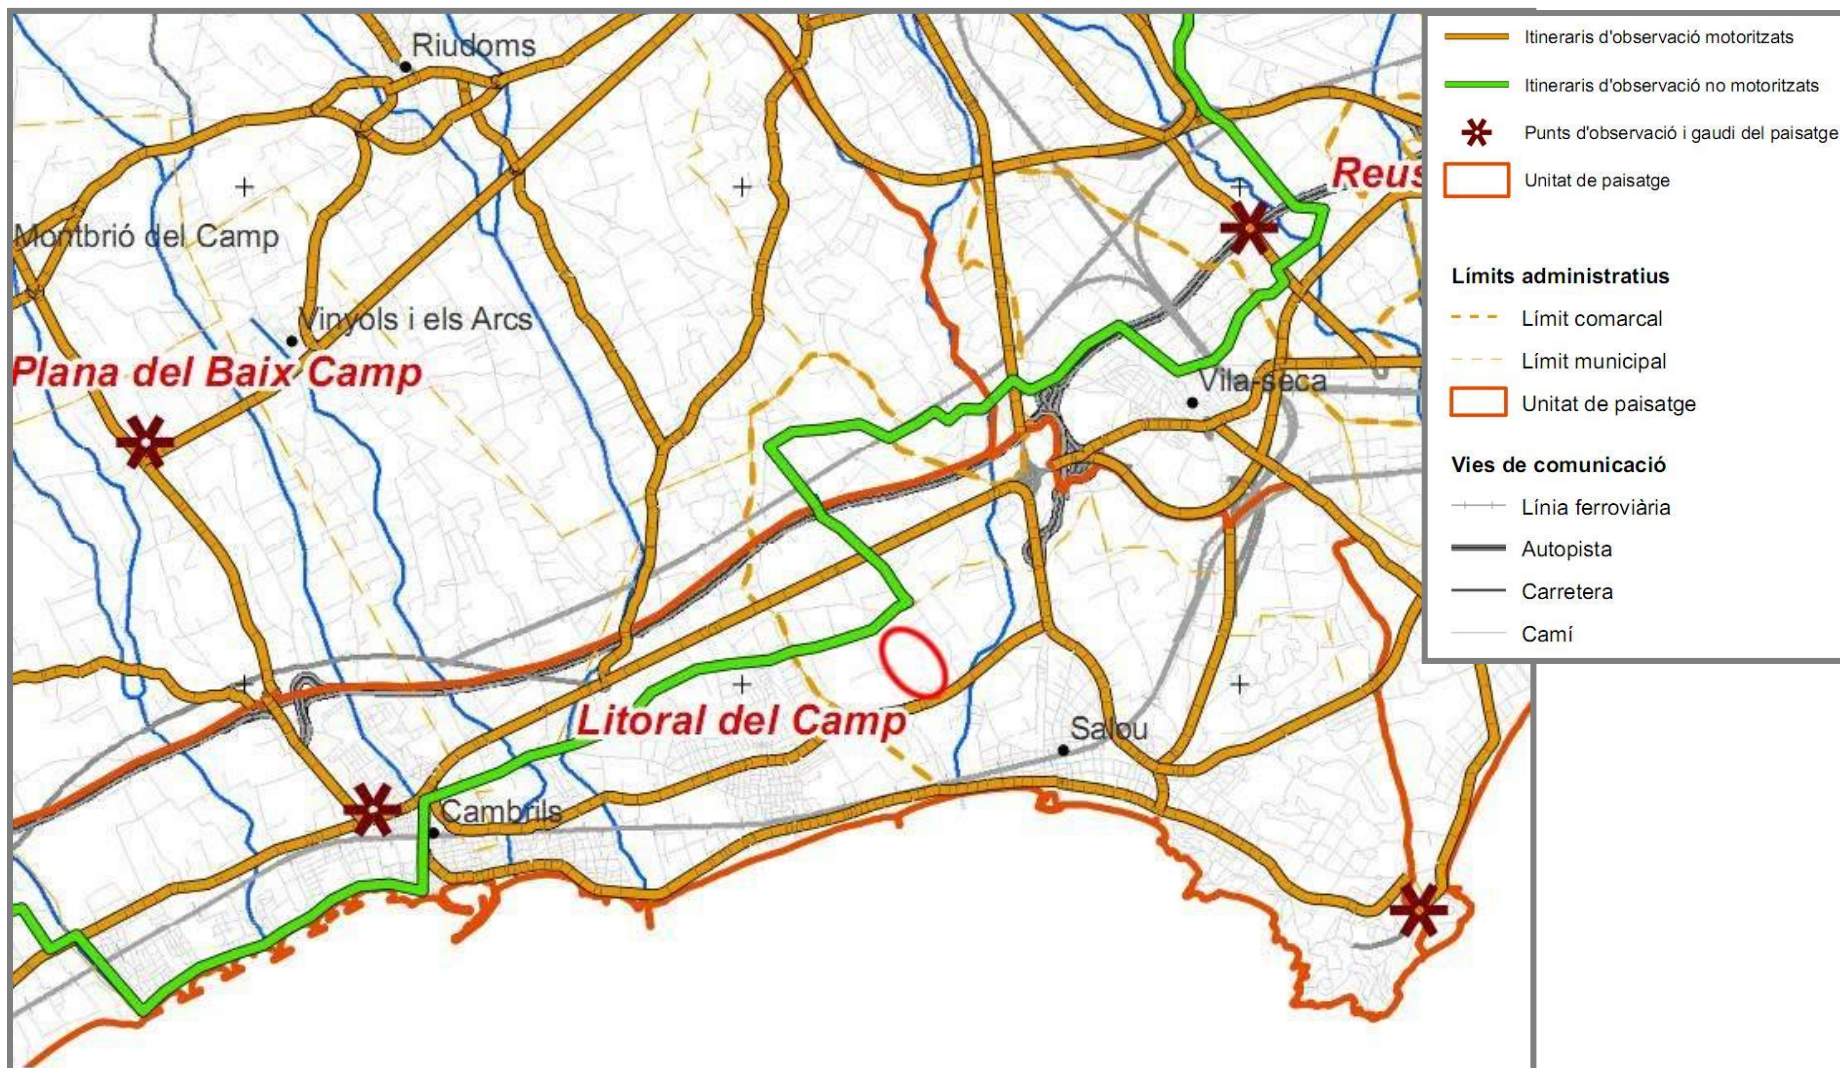 Riudoms
Reus
Montbrió del Camp
Vinyols i els Arcs
Plana del Baix Camp
Vila-seca
Litoral del Camp
Salou
Cambrils
Itineraris d'observació motoritzats
Itineraris d'observació no motoritzats
Punts d'observació i gaudi del paisatge
Unitat de paisatge
Límits administratius
Límit comarcal
Límit municipal
Unitat de paisatge
Vies de comunicació
Línia ferroviària
Autopista
Carretera
Camí